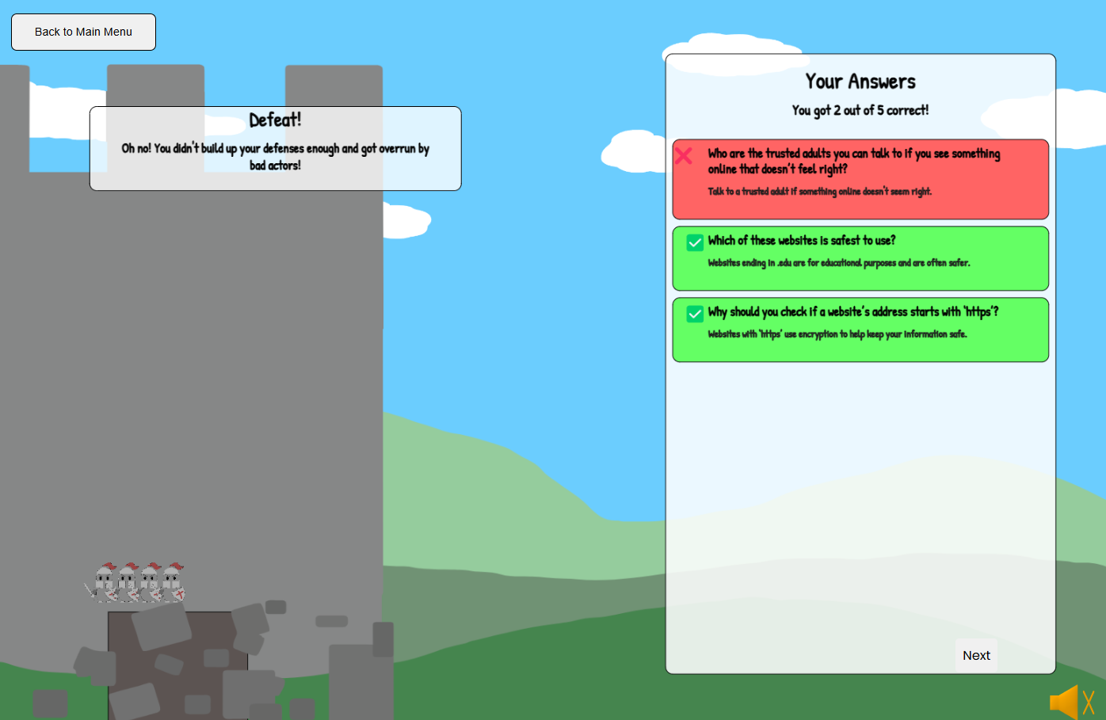 Back to Main Menu
Defeat!
Oh no! You didn't build up your defenses enough and got overrun by
bad actors!
Your Answers
You got 2 out of 5 correct!
Who are the trusted adults you can talk to if you see something
online that doesn't feel right?
Talk to a trusted adult if something online doesn't seem right.
Which of these websites is safest to use?
Websites ending in .edu are for educational purposes and are often safer.
Why should you check if a website's address starts with 'https'?
Websites with 'https' use encryption to help keep your information safe.
Next